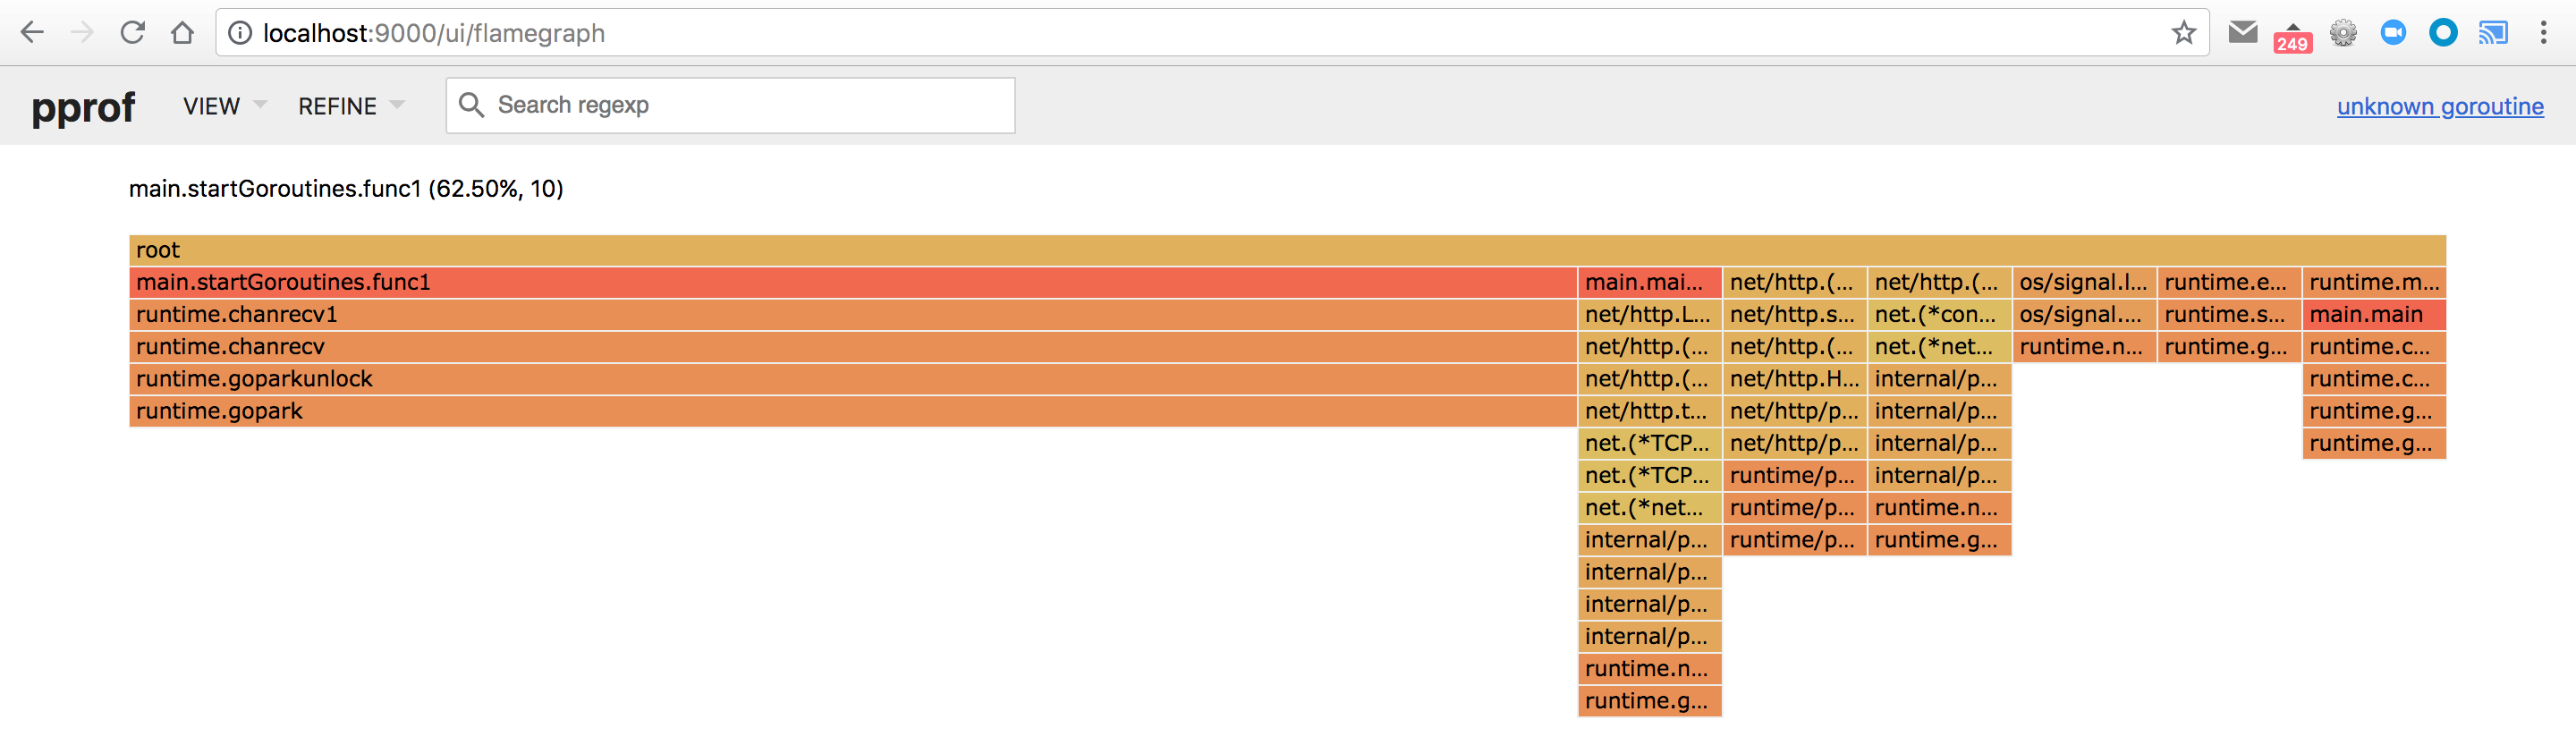 localhost:9000/ui/flamegraph
249
pprof VIEW REFINE Search regexp unknown goroutine
main.startGoroutines.func1 (62.50%, 10)
root
main.startGoroutines.func1 main.mai... net/http.(... net/http.(... os/signal.l... runtime.e... runtime.m...
runtime.chanrecv1 net/http.L... net/http.s... net.(*con... os/signal.... runtime.s... main.main
runtime.chanrecv net/http.(... net/http.(... net.(*net... runtime.n... runtime.g... runtime.c...
runtime.goparkunlock net/http.(... net/http.H... internal/p... runtime.c...
runtime.gopark net/http.t... net/http/p... internal/p... runtime.g...
net.(*TCP... net/http/p... internal/p... runtime.g...
net.(*TCP... runtime/p... internal/p...
net.(*net... runtime/p... runtime.n...
internal/p... runtime/p... runtime.g...
internal/p...
internal/p...
internal/p...
runtime.n...
runtime.g...